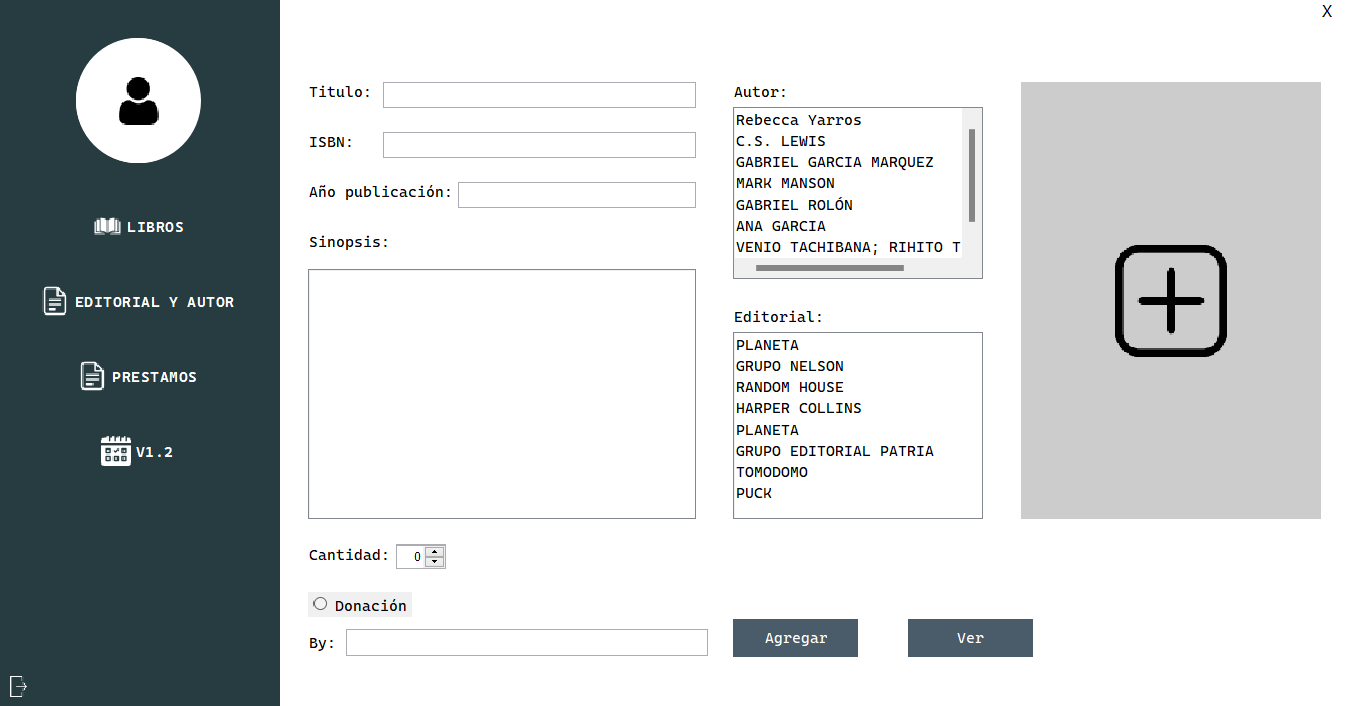 X
LIBROS
EDITORIAL Y AUTOR
PRESTAMOS
V1.2
Titulo:
ISBN:
Año publicación:
Sinopsis:
Cantidad: 0
Donación
By:
Autor:
Rebecca Yarros
C.S. LEWIS
GABRIEL GARCIA MARQUEZ
MARK MANSON
GABRIEL ROLÓN
ANA GARCIA
VENIO TACHIBANA; RIHITO T
Editorial:
PLANETA
GRUPO NELSON
RANDOM HOUSE
HARPER COLLINS
PLANETA
GRUPO EDITORIAL PATRIA
TOMODOMO
PUCK
Agregar
Ver